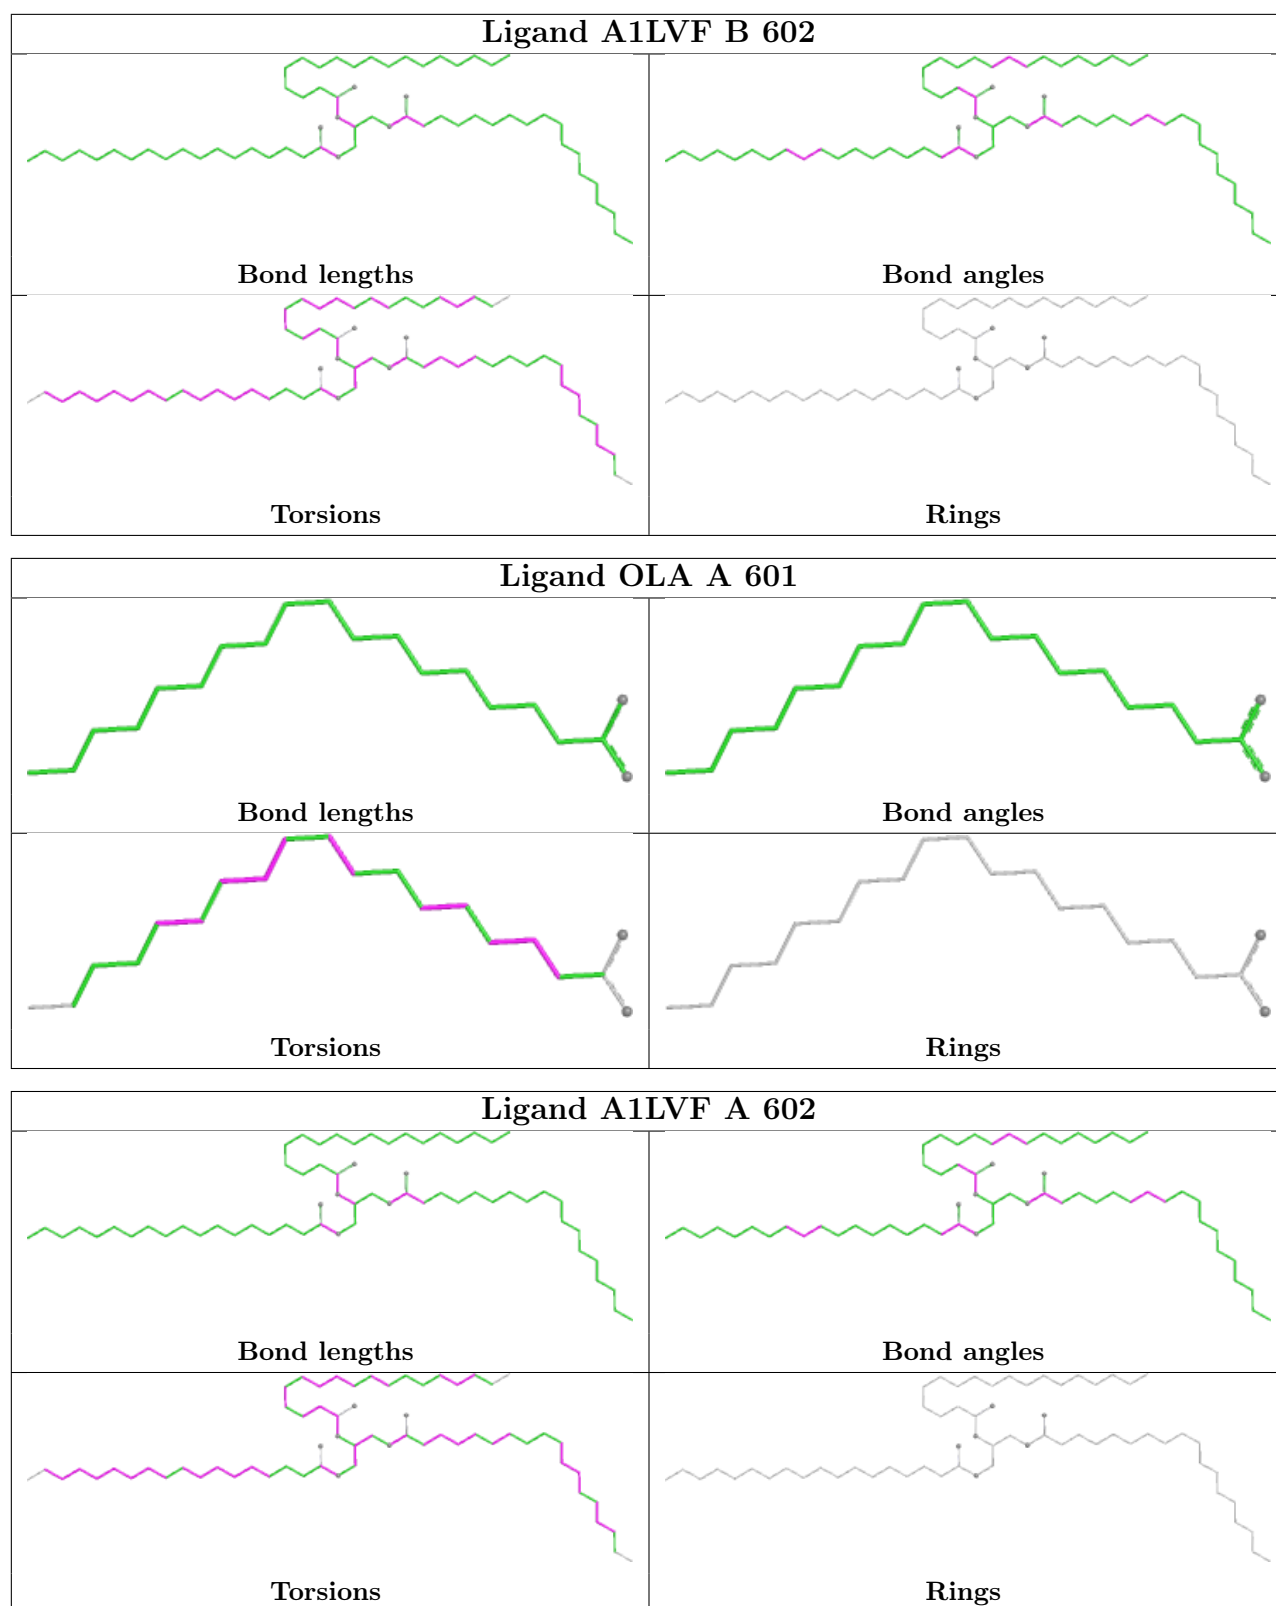 Ligand A1LVF B 602
Bond lengths
Bond angles
Torsions
Rings
Ligand OLA A 601
Bond lengths
Bond angles
Torsions
Rings
Ligand A1LVF A 602
Bond lengths
Bond angles
Torsions
Rings